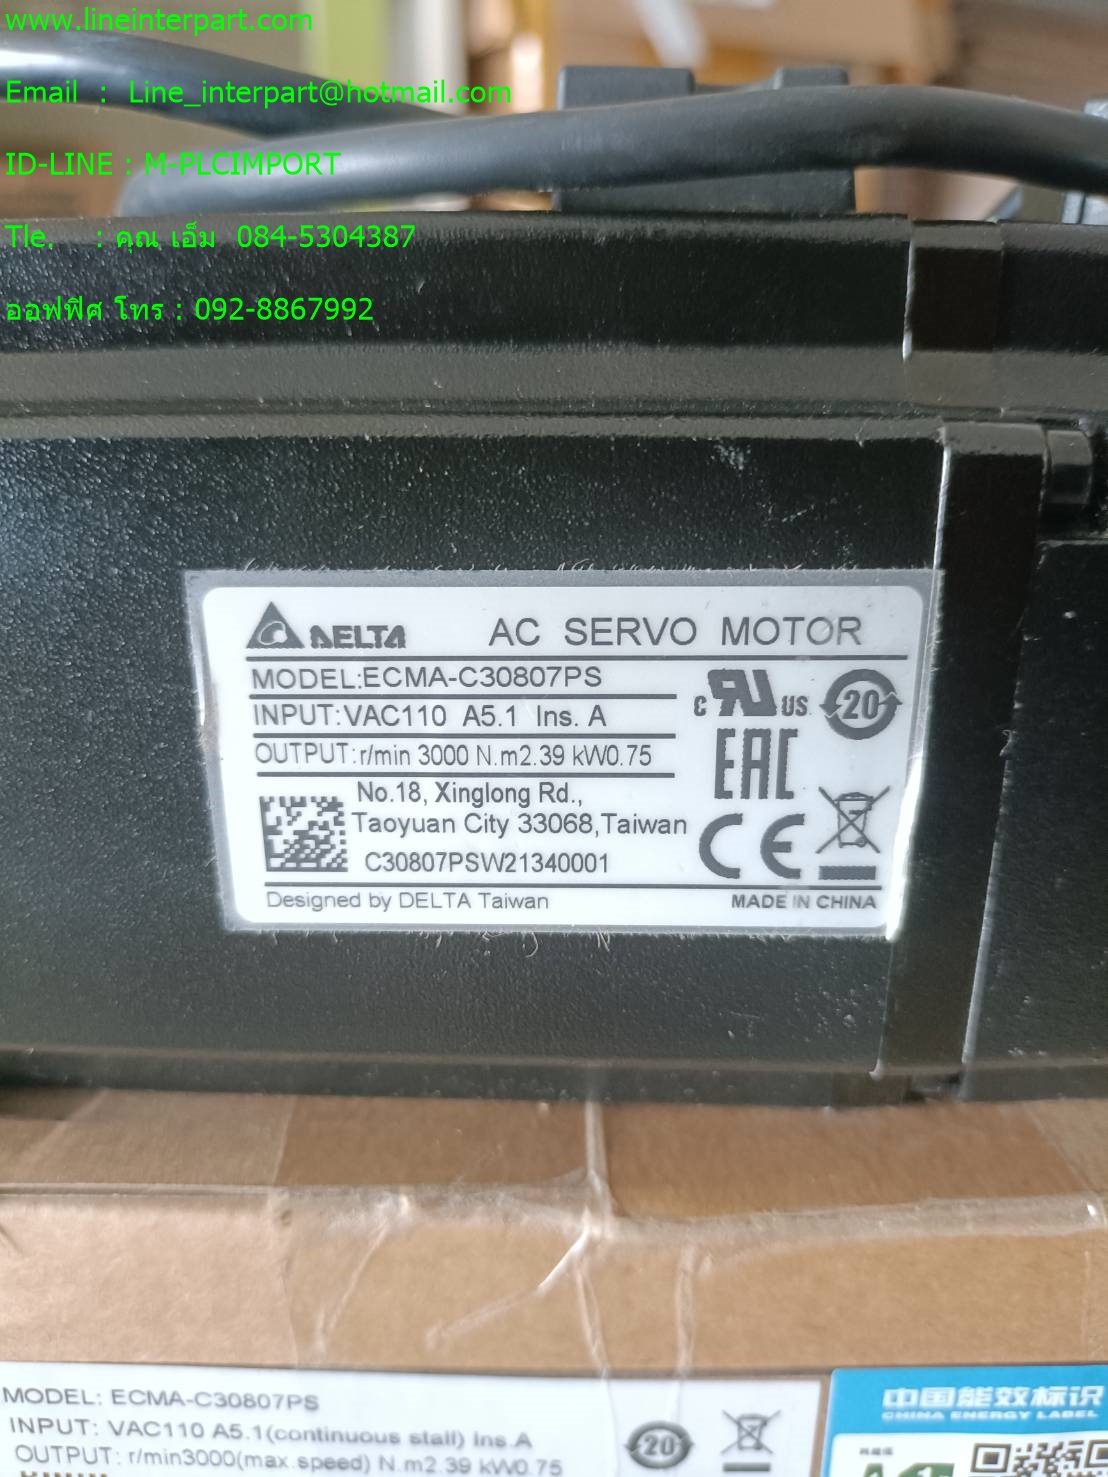 www.lineinterpart.com
Email : Line_interpart@hotmail.com
ID-LINE : M-PLCIMPORT
Tle. : คุณ เอ็ม 084-5304387
ออฟฟิศ โทร : 092-8867992
DELTA AC SERVO MOTOR
MODEL:ECMA-C30807PS
INPUT:VAC110 A5.1 Ins. A
OUTPUT:r/min 3000 N.m2.39 kW0.75
c RU US 20
EAC
No.18, Xinglong Rd.,
Taoyuan City 33068,Taiwan
CE
C30807PSW21340001
Designed by DELTA Taiwan MADE IN CHINA
MODEL: ECMA-C30807PS
INPUT: VAC110 A5.1(continuous stall) Ins.A
OUTPUT: r/min3000(max.speed) N.m2.39 kW0.75
20
中国能效标识
CHINA ENERGY LABEL